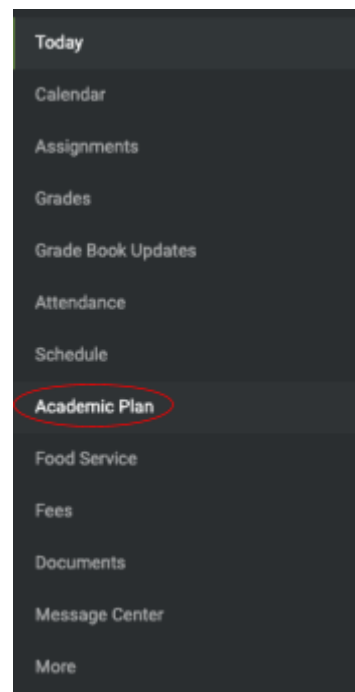 Today
Calendar
Assignments
Grades
Grade Book Updates
Attendance
Schedule
Academic Plan
Food Service
Fees
Documents
Message Center
More